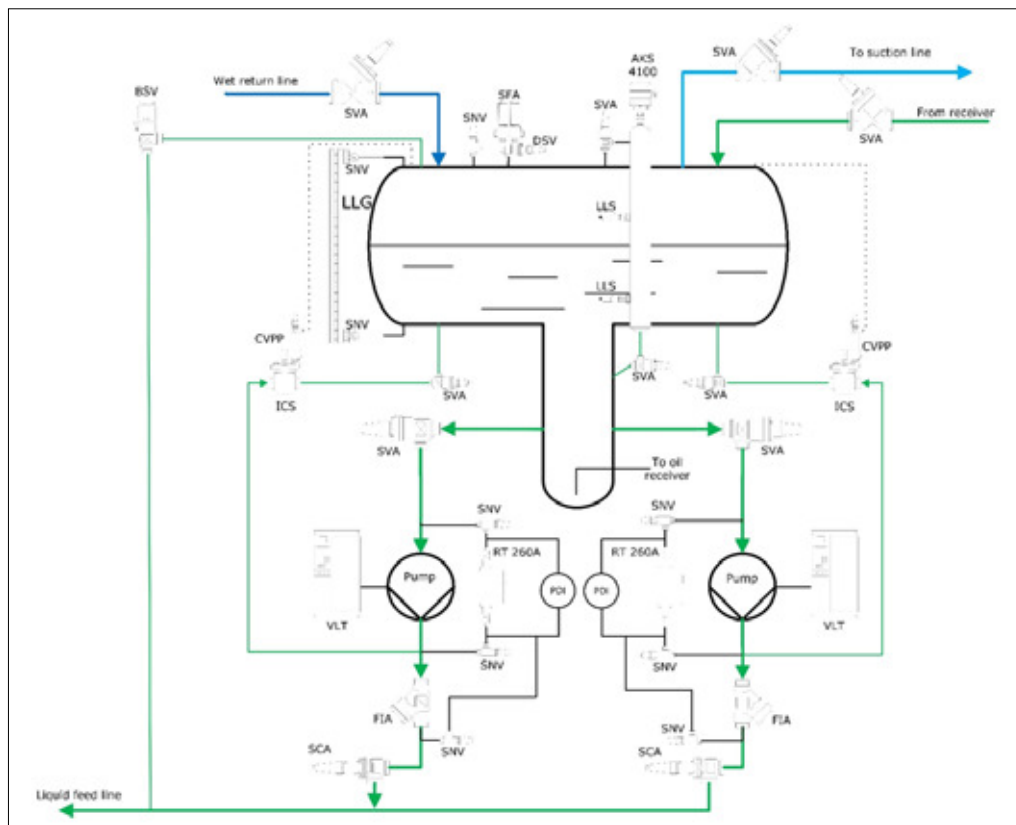 SVA
AKS
4100
To suction line
Wet return line
BSV
SFA
SNV
SVA
DSV
SVA
SVA
From receiver
SNV
LLG
LLS
LLS
SNV
CVPP
CVPP
ICS
SVA
SVA
SVA
ICS
SVA
SVA
To oil
receiver
SNV
SNV
RT 260A
RT 260A
Pump
PDI
PDI
Pump
VLT
VLT
SNV
SNV
FIA
SNV
FIA
SCA
SNV
SCA
Liquid feed line